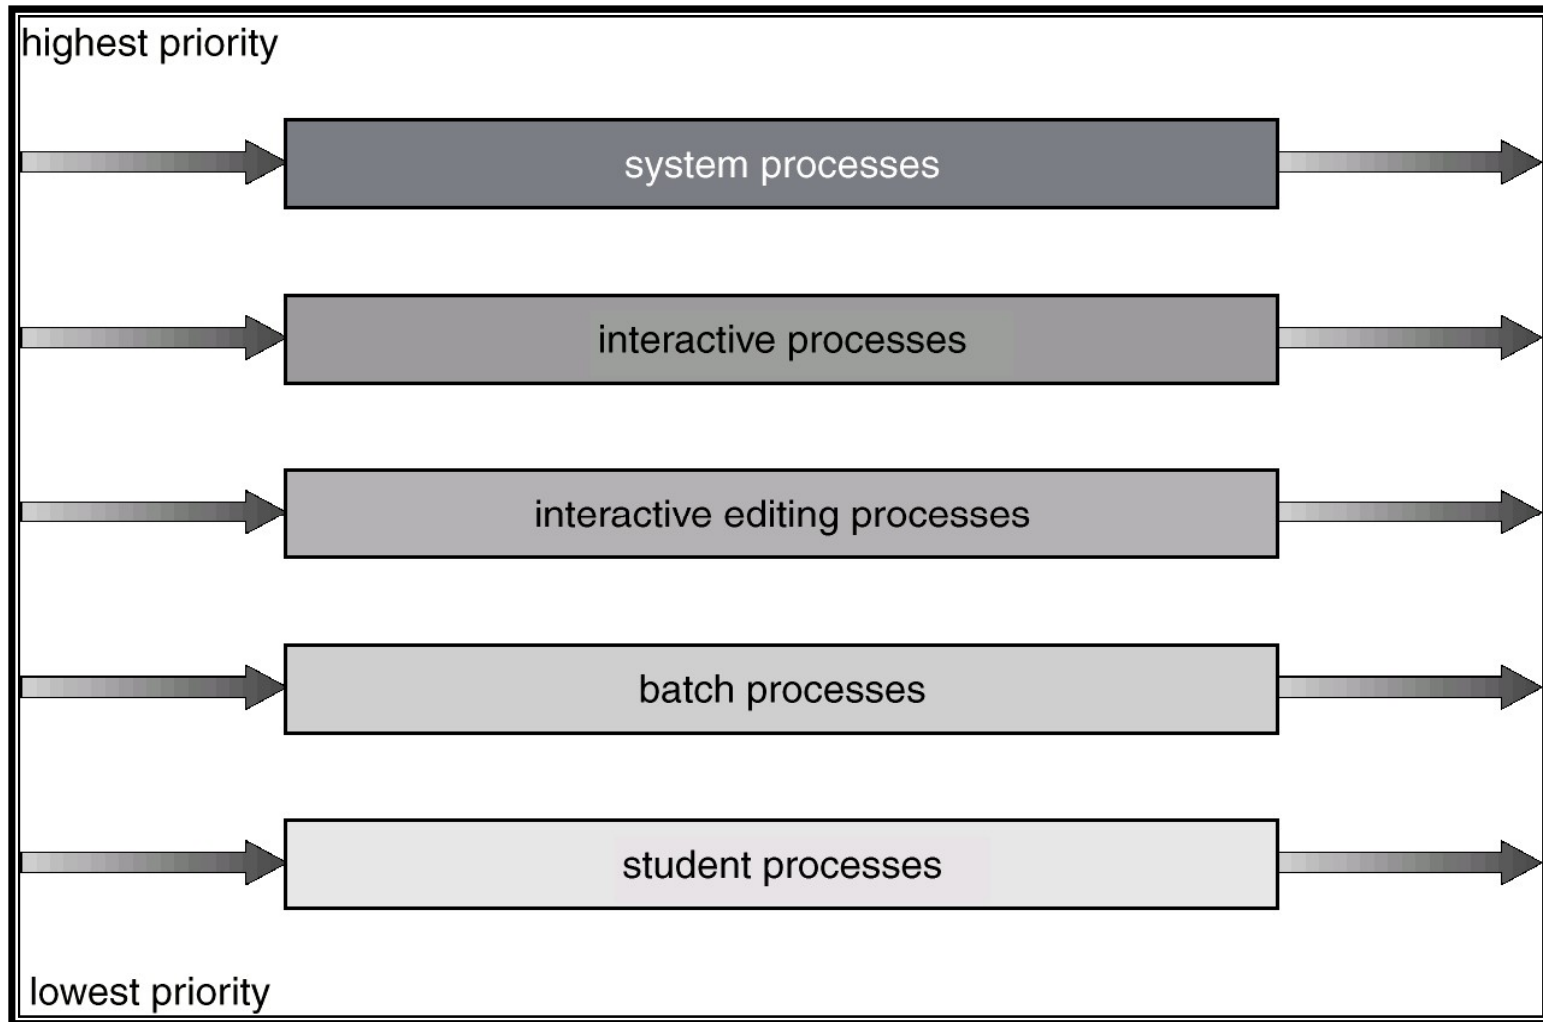 highest priority
system processes
interactive processes
interactive editing processes
batch processes
student processes
lowest priority